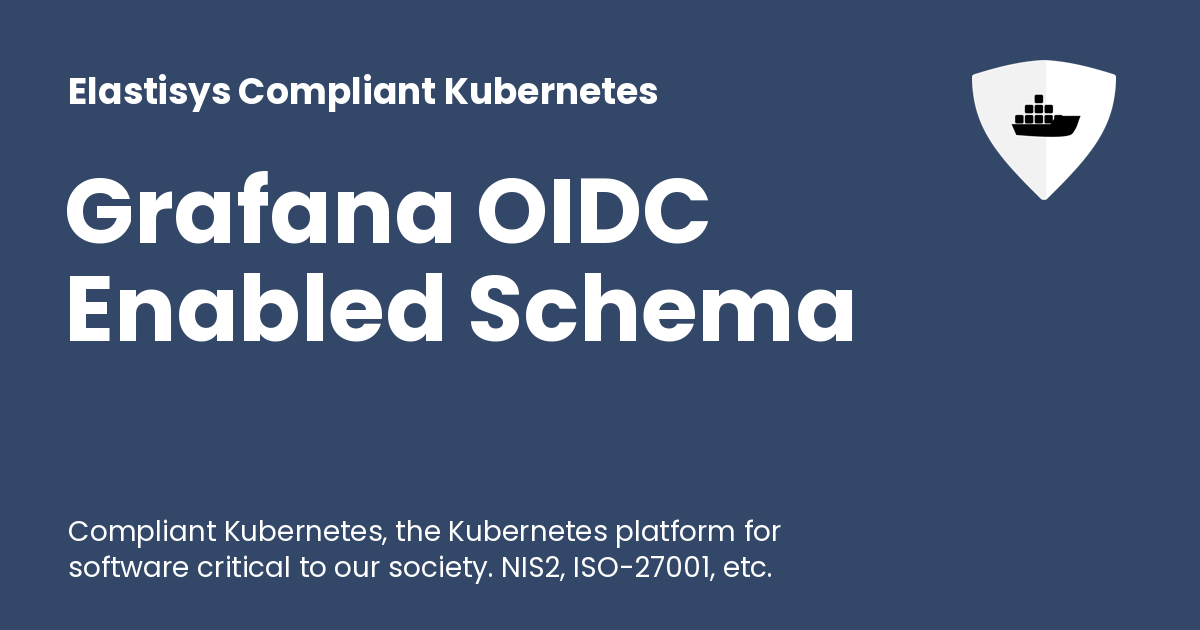 Elastisys Compliant Kubernetes
Grafana OIDC
Enabled Schema
Compliant Kubernetes, the Kubernetes platform for
software critical to our society. NIS2, ISO-27001, etc.